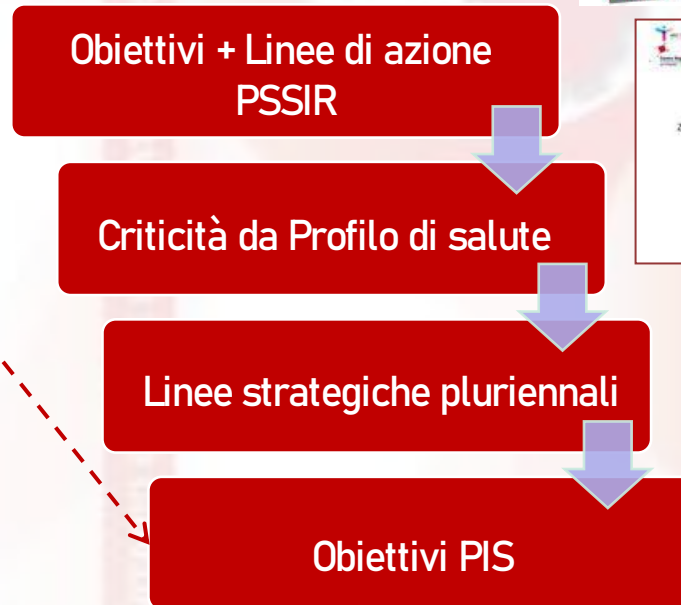 Obiettivi + Linee di azione
PSSIR
Criticità da Profilo di salute
Linee strategiche pluriennali
Obiettivi PIS